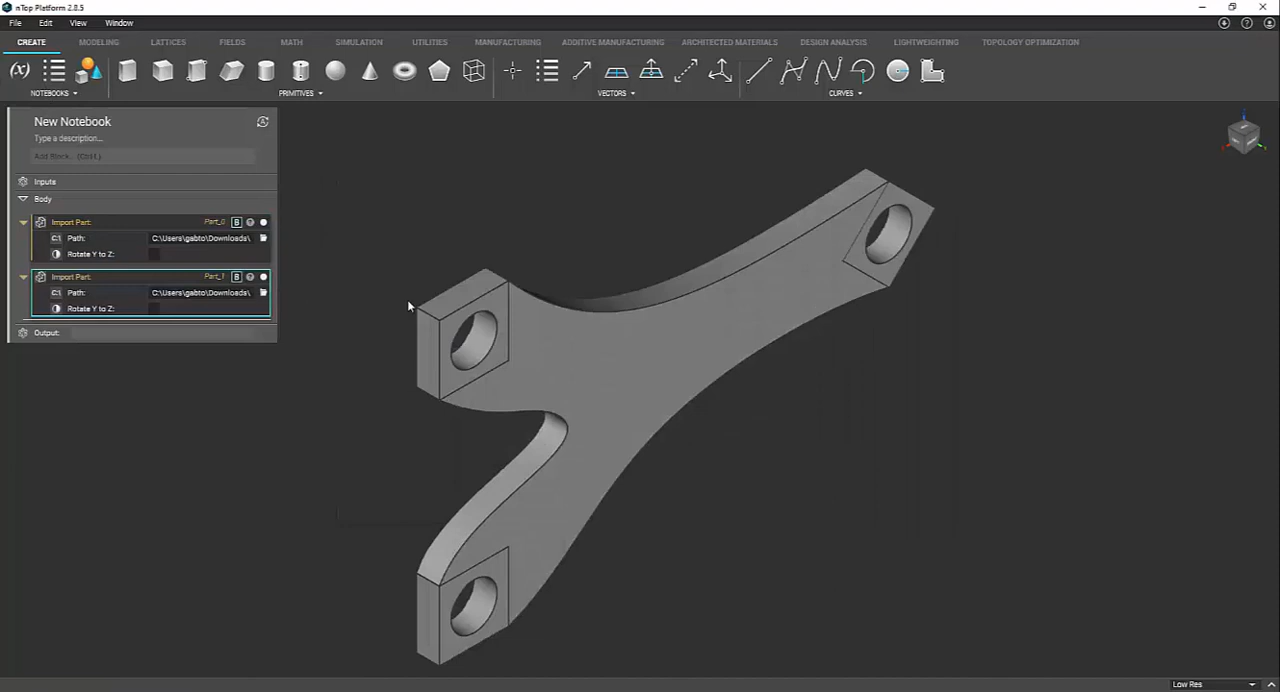 nTop Platform 2.8.5
File Edit View Window
CREATE MODELING LATTICES FIELDS MATH SIMULATION UTILITIES MANUFACTURING ADDITIVE MANUFACTURING ARCHITECTED MATERIALS DESIGN ANALYSIS LIGHTWEIGHTING TOPOLOGY OPTIMIZATION
(x)
NOTEBOOKS PRIMITIVES VECTORS CURVES
New Notebook
Type a description...
Add Block... (Ctrl L)
Inputs
Body
Import Part: Part_0 B ?
C:\ Path: C:\Users\gabto\Downloads\
Rotate Y to Z:
Import Part: Part_1 B ?
C:\ Path: C:\Users\gabto\Downloads\
Rotate Y to Z:
Output:
Low Res